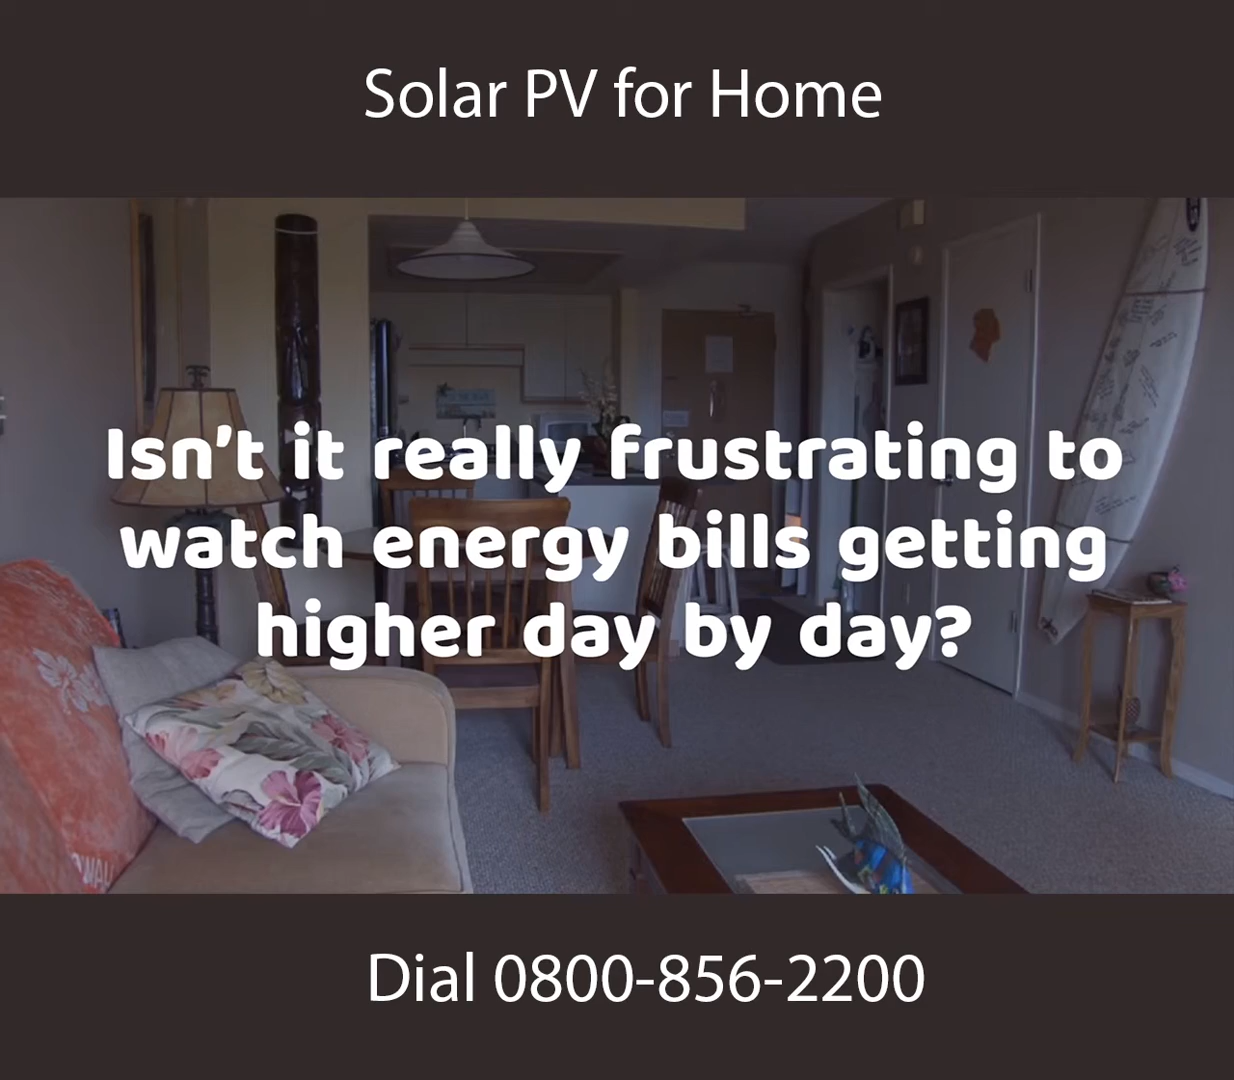 Solar PV for Home
Isn't it really frustrating to
watch energy bills getting
higher day by day?
Dial 0800-856-2200